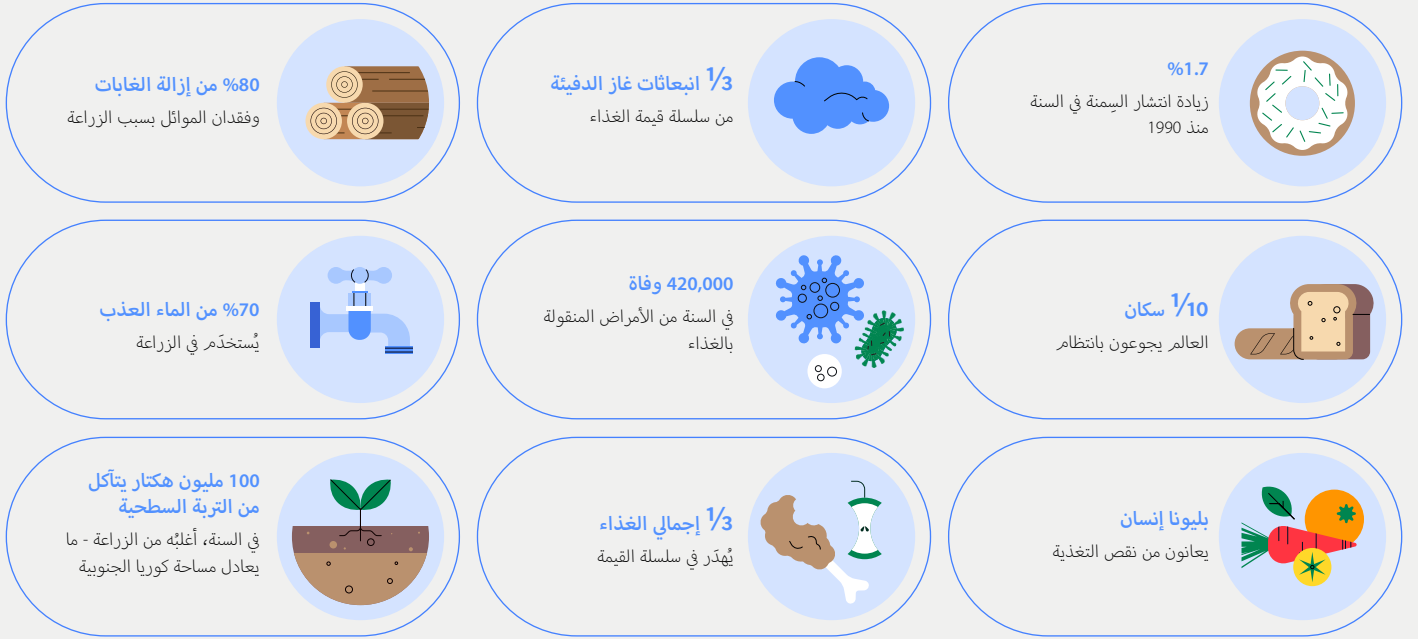 %1.7
زيادة انتشار السِمنة في السنة
منذ 1990
⅓ انبعاثات غاز الدفيئة
من سلسلة قيمة الغذاء
%80 من إزالة الغابات
وفقدان الموائل بسبب الزراعة
⅒ سكان
العالم يجوعون بانتظام
420,000 وفاة
في السنة من الأمراض المنقولة
بالغذاء
%70 من الماء العذب
يُستخدَم في الزراعة
بليونا إنسان
يعانون من نقص التغذية
⅓ إجمالي الغذاء
يُهدَر في سلسلة القيمة
100 مليون هكتار يتآكل
من التربة السطحية
في السنة، أغلبُه من الزراعة - ما
يعادل مساحة كوريا الجنوبية